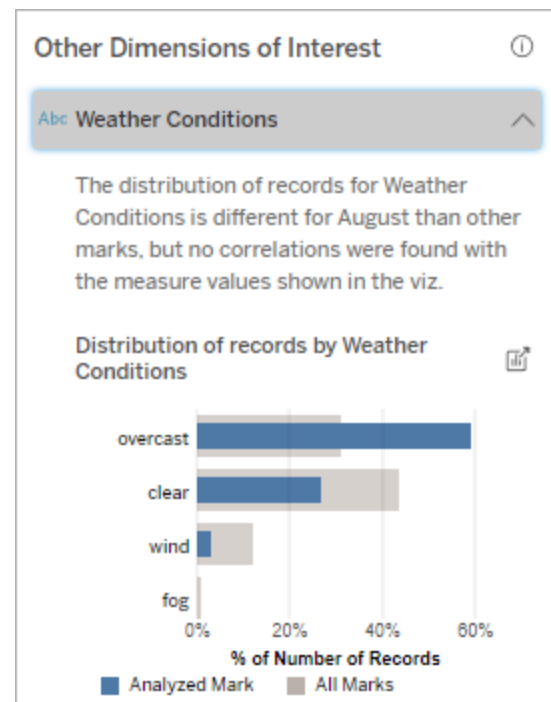 Other Dimensions of Interest
Abc Weather Conditions
The distribution of records for Weather
Conditions is different for August than other
marks, but no correlations were found with
the measure values shown in the viz.
Distribution of records by Weather
Conditions
overcast
clear
wind
fog
0% 20% 40% 60%
% of Number of Records
Analyzed Mark All Marks